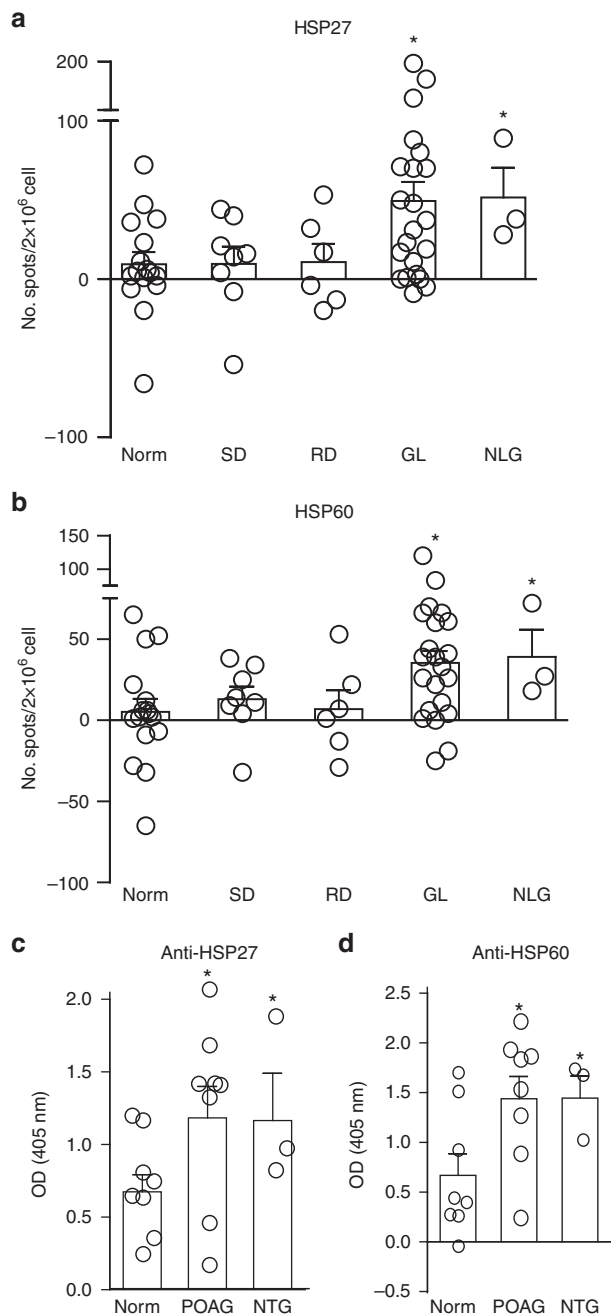 a
HSP27
*
*
200
100
0
−100
No. spots/2×10⁶ cell
Norm SD RD GL NLG
b
HSP60
*
*
150
100
50
0
−50
−100
No. spots/2×10⁶ cell
Norm SD RD GL NLG
c
Anti-HSP27
*
*
2.0
1.5
1.0
0.5
0.0
OD (405 nm)
Norm POAG NTG
d
Anti-HSP60
*
*
2.5
2.0
1.5
1.0
0.5
0.0
−0.5
OD (405 nm)
Norm POAG NTG